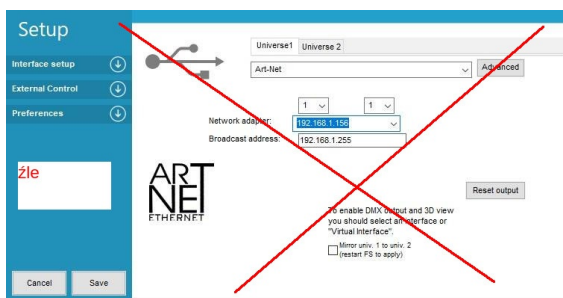 Setup
Interface setup
External Control
Preferences
źle
Cancel
Save
Universe1
Universe 2
Art-Net
Advanced
1
1
Network adapter:
192.168.1.156
Broadcast address:
192.168.1.255
ART
NET
ETHERNET
Reset output
To enable DMX output and 3D view
you should select an interface or
"Virtual Interface".
Mirror univ. 1 to univ. 2
(restart FS to apply)